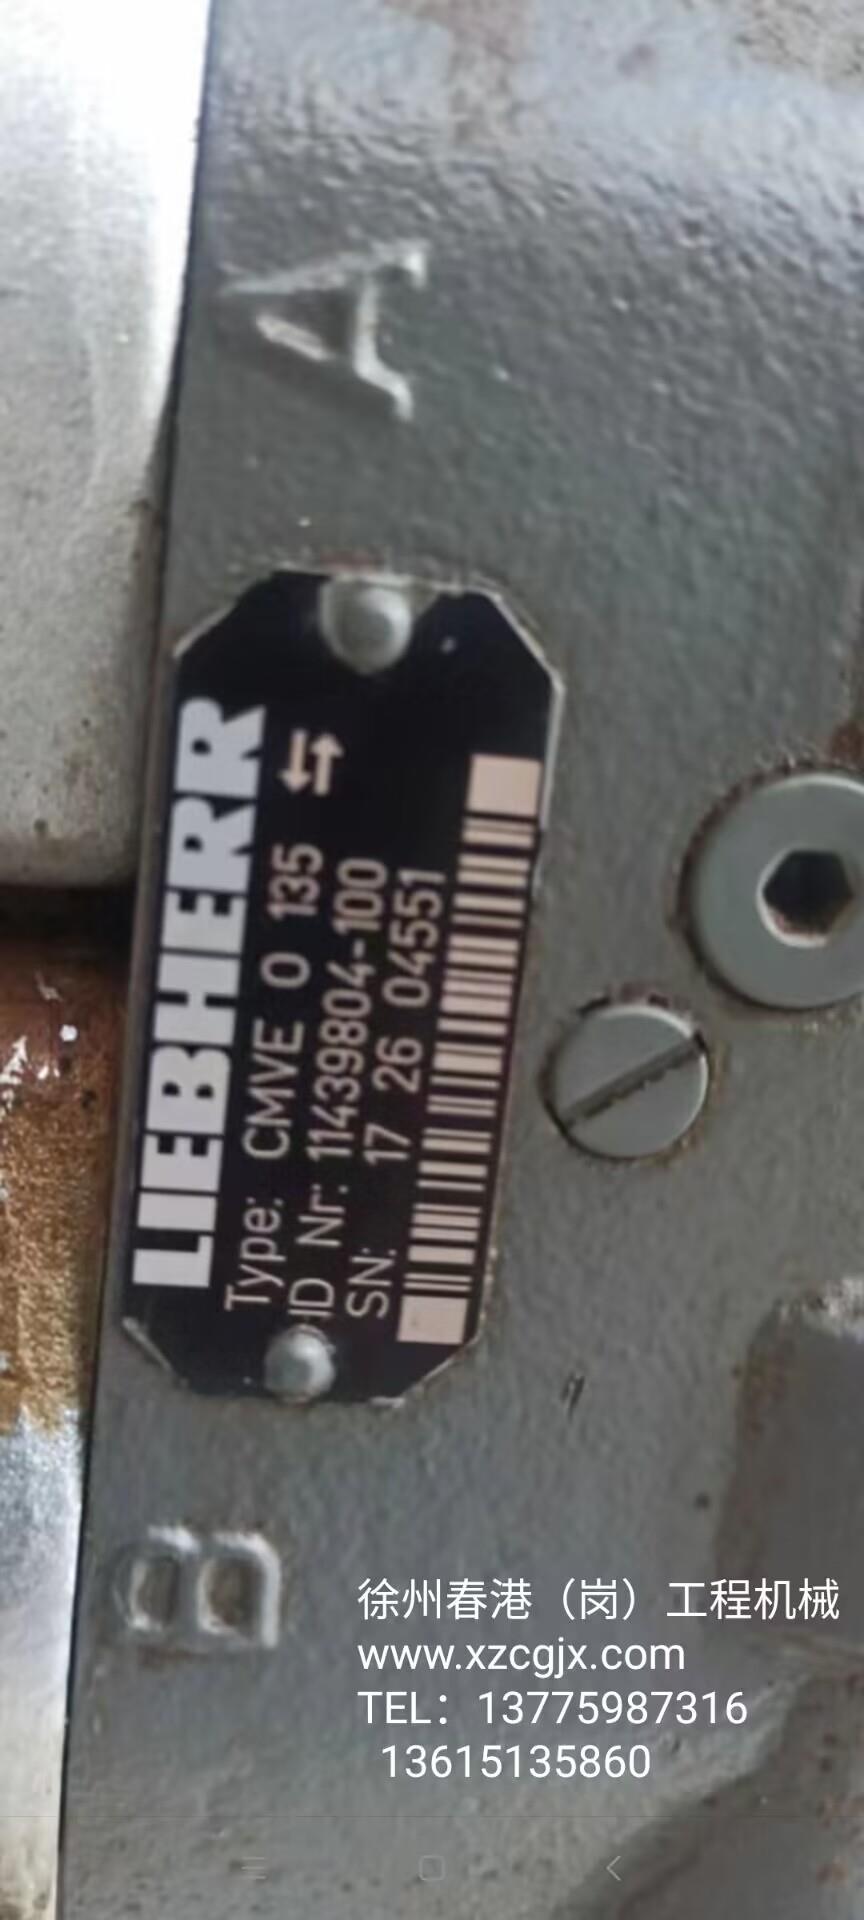 A
LIEBHERR
Type: CMVE 0 135
ID Nr: 11439804-100
SN: 17 26 04551
B
徐州春港（岗）工程机械
www.xzcgjx.com
TEL：13775987316
13615135860